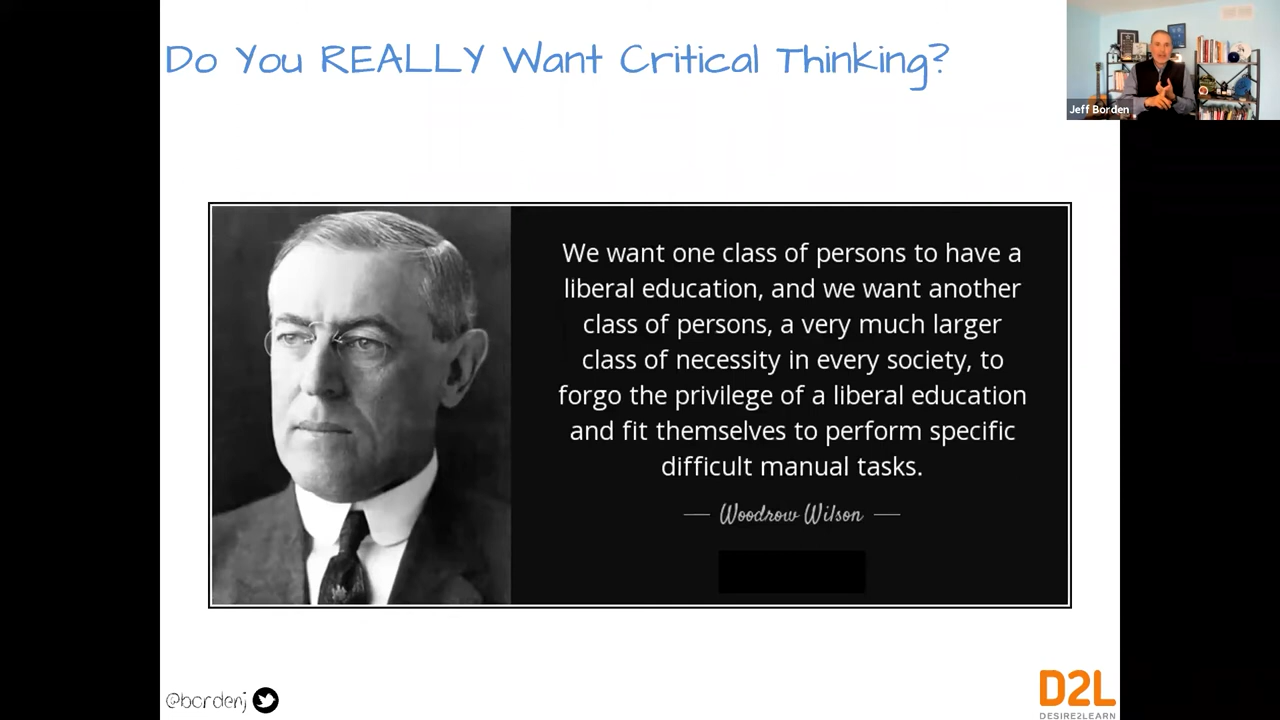 Do You REALLY Want Critical Thinking?
Jeff Borden
We want one class of persons to have a
liberal education, and we want another
class of persons, a very much larger
class of necessity in every society, to
forgo the privilege of a liberal education
and fit themselves to perform specific
difficult manual tasks.
Woodrow Wilson
@bordenj
D2L
DESIRE2LEARN